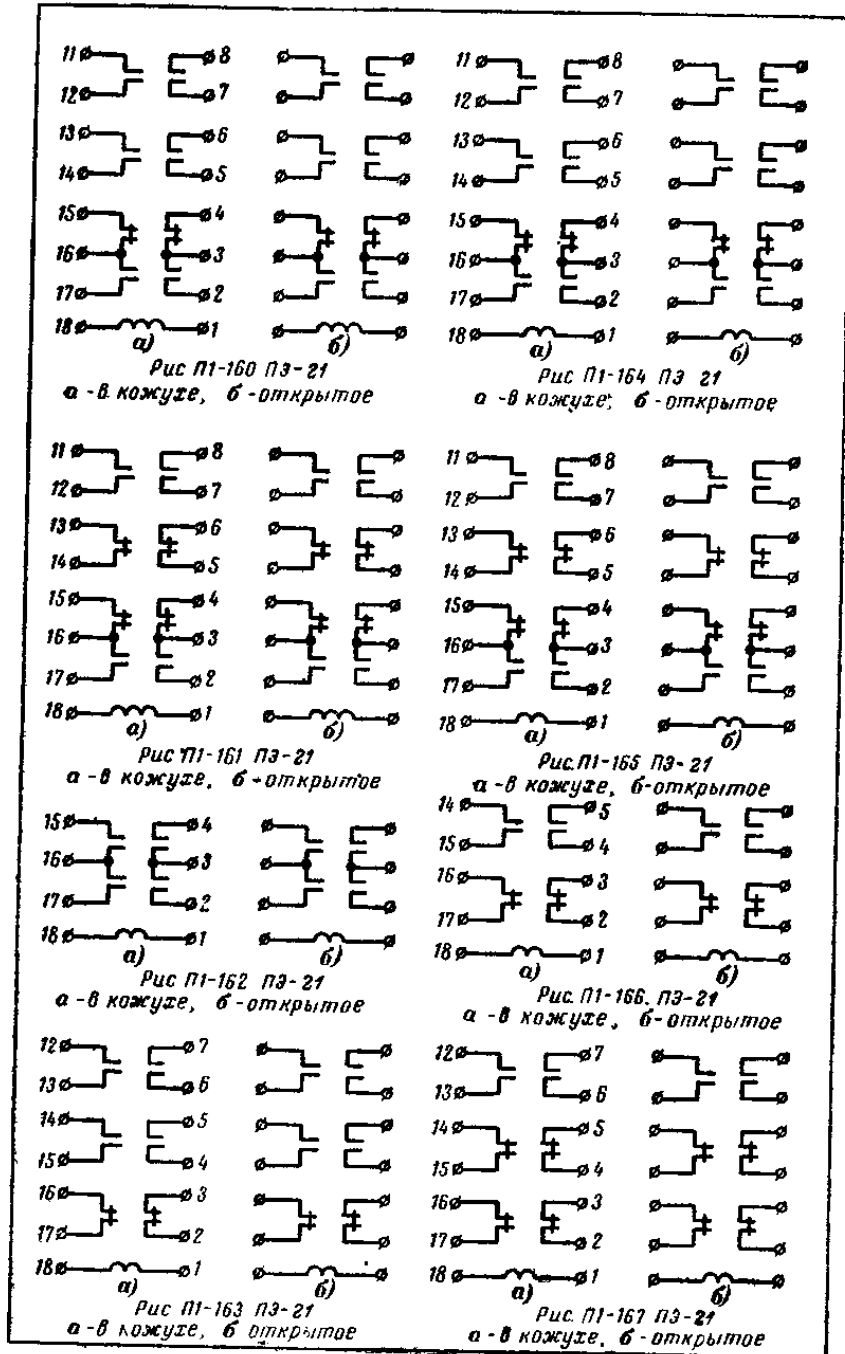 11 8
12 7
13 6
14 5
15 4
16 3
17 2
18 1
а) б)
Рис П1-160 ПЭ-21
а -в кожухе, б -открытое
11 8
12 7
13 6
14 5
15 4
16 3
17 2
18 1
а) б)
Рис П1-164 ПЭ 21
а -в кожухе; б -открытое
11 8
12 7
13 6
14 5
15 4
16 3
17 2
18 1
а) б)
Рис П1-161 ПЭ-21
а -в кожухе, б -открытое
11 8
12 7
13 6
14 5
15 4
16 3
17 2
18 1
а) б)
Рис.П1-165 ПЭ-21
а -в кожухе, б-открытое
15 4
16 3
17 2
18 1
а) б)
Рис П1-162 ПЭ-21
а -в кожухе, б -открытое
14 5
15 4
16 3
17 2
18 1
а) б)
Рис. П1-166. ПЭ-21
а -в кожухе, б-открытое
12 7
13 6
14 5
15 4
16 3
17 2
18 1
а) б)
Рис П1-163 ПЭ-21
а -в кожухе, б открытое
12 7
13 6
14 5
15 4
16 3
17 2
18 1
а) б)
Рис. П1-167 ПЭ-21
а -в кожухе, б -открытое